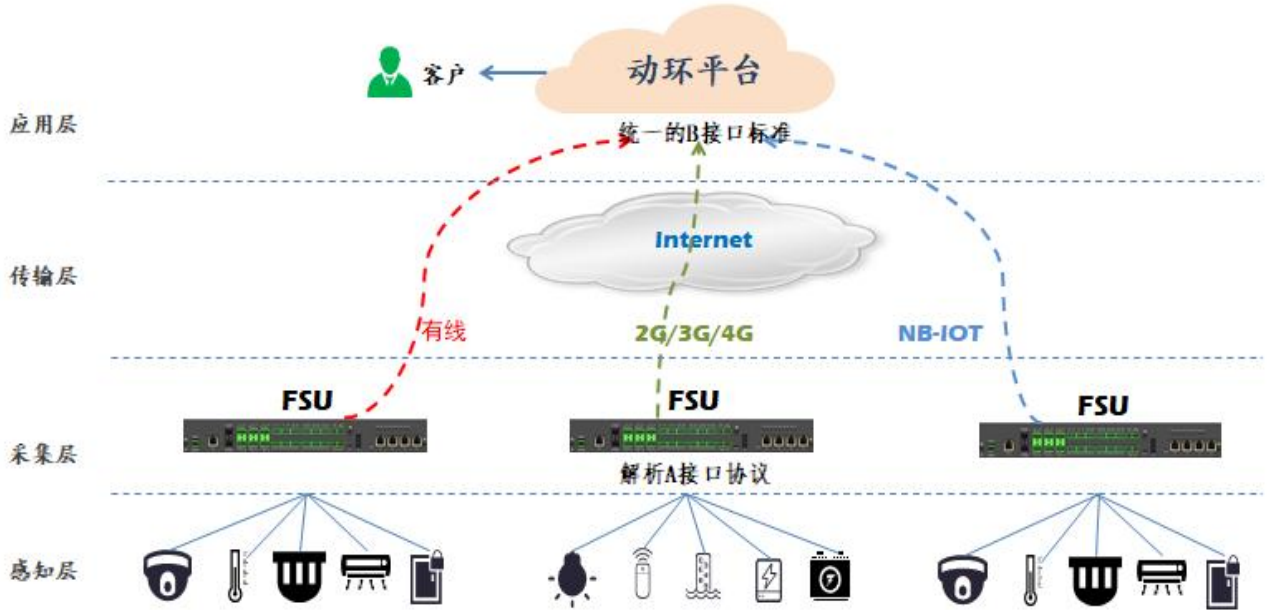 客户
动环平台
应用层
统一的B接口标准
Internet
传输层
有线
2G/3G/4G
NB-IOT
FSU
FSU
FSU
采集层
解析A接口协议
感知层